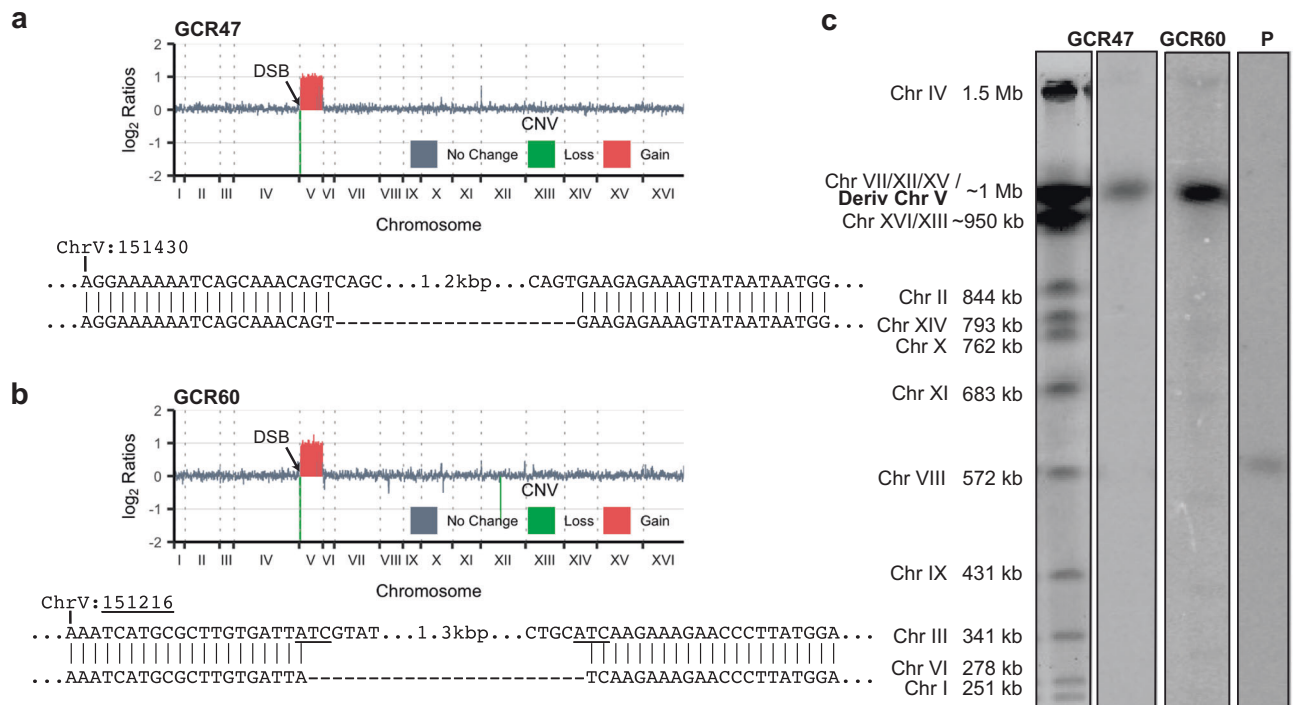 a
GCR47
2
1
0
-1
-2
log2 Ratios
DSB
CNV
No Change Loss Gain
I II III IV V VI VII VIII IX X XI XII XIII XIV XV XVI
Chromosome
ChrV:151430
...AGGAAAAAATCAGCAAACAGTCAGC...1.2kbp...CAGTGAAGAGAAAGTATAATAATGG...
...AGGAAAAAATCAGCAAACAGT--------------------GAAGAGAAAGTATAATAATGG...
b
GCR60
2
1
0
-1
-2
log2 Ratios
DSB
CNV
No Change Loss Gain
I II III IV V VI VII VIII IX X XI XII XIII XIV XV XVI
Chromosome
ChrV:151216
...AAATCATGCGCTTGTGATTATCGTAT...1.3kbp...CTGCATCAAGAAAGAACCCTTATGGA...
...AAATCATGCGCTTGTGATTA-----------------------TCAAGAAAGAACCCTTATGGA...
c
GCR47 GCR60 P
Chr IV 1.5 Mb
Chr VII/XII/XV /
Deriv Chr V ~1 Mb
Chr XVI/XIII ~950 kb
Chr II 844 kb
Chr XIV 793 kb
Chr X 762 kb
Chr XI 683 kb
Chr VIII 572 kb
Chr IX 431 kb
Chr III 341 kb
Chr VI 278 kb
Chr I 251 kb